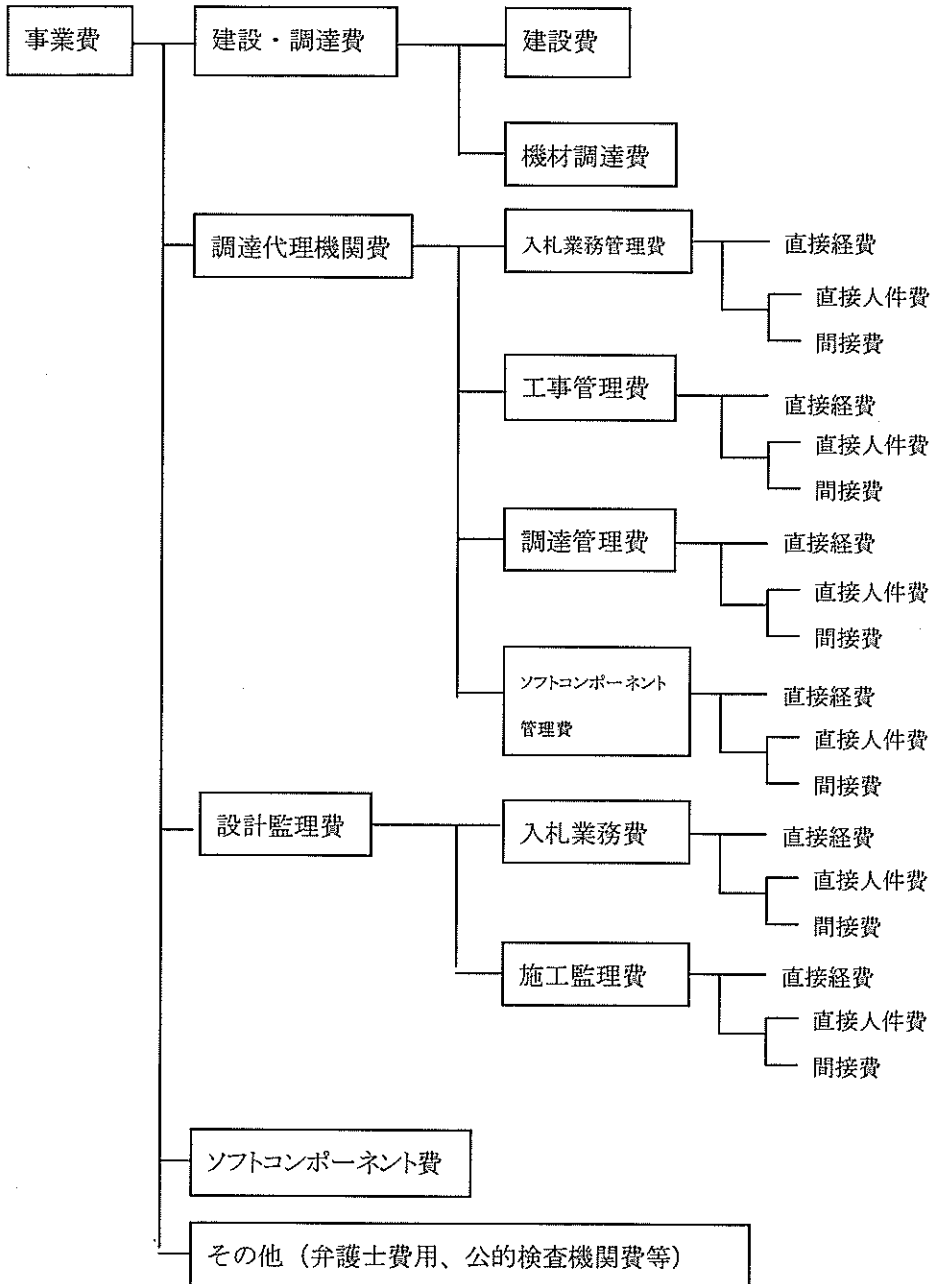 事業費
建設・調達費
建設費
機材調達費
調達代理機関費
入札業務管理費
直接経費
直接人件費
間接費
工事管理費
直接経費
直接人件費
間接費
調達管理費
直接経費
直接人件費
間接費
ソフトコンポーネント
管理費
直接経費
直接人件費
間接費
設計監理費
入札業務費
直接経費
直接人件費
間接費
施工監理費
直接経費
直接人件費
間接費
ソフトコンポーネント費
その他（弁護士費用、公的検査機関費等）